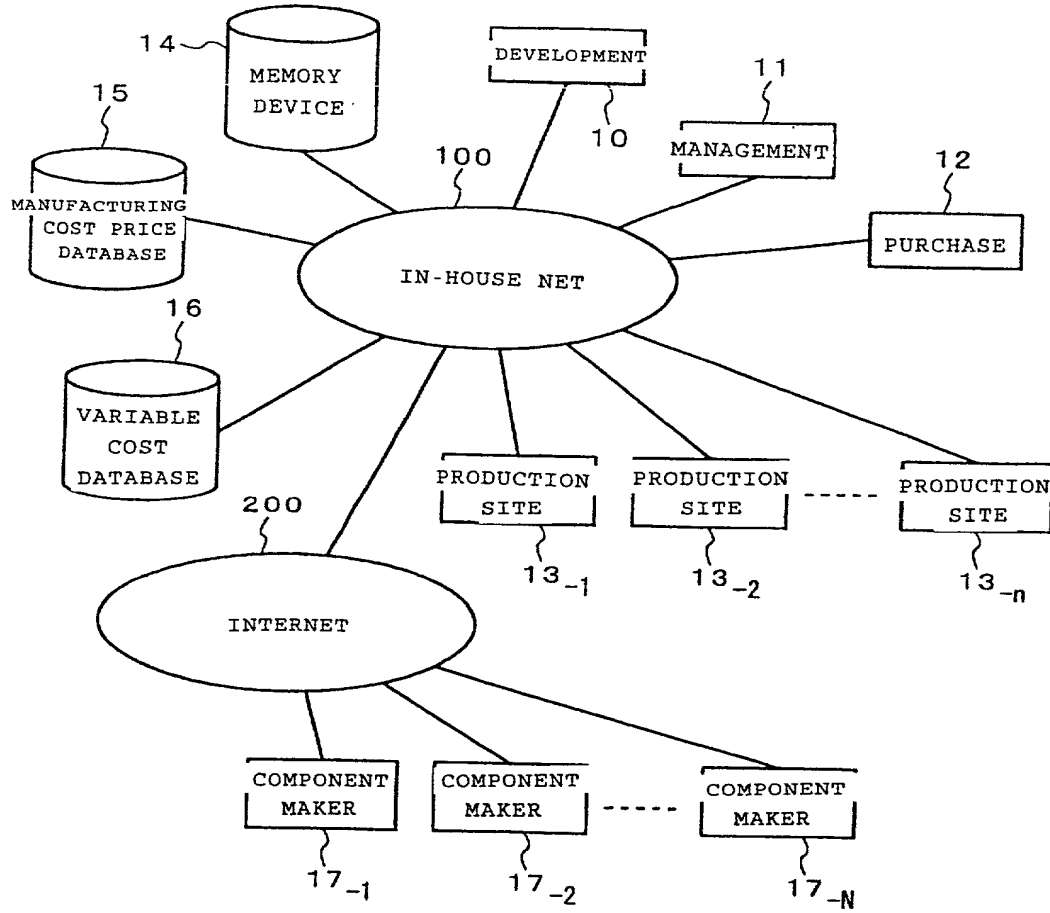 14
MEMORY
DEVICE
DEVELOPMENT
10
11
MANAGEMENT
12
PURCHASE
15
MANUFACTURING
COST PRICE
DATABASE
100
IN-HOUSE NET
16
VARIABLE
COST
DATABASE
PRODUCTION
SITE
13-1
PRODUCTION
SITE
13-2
PRODUCTION
SITE
13-n
200
INTERNET
COMPONENT
MAKER
17-1
COMPONENT
MAKER
17-2
COMPONENT
MAKER
17-N